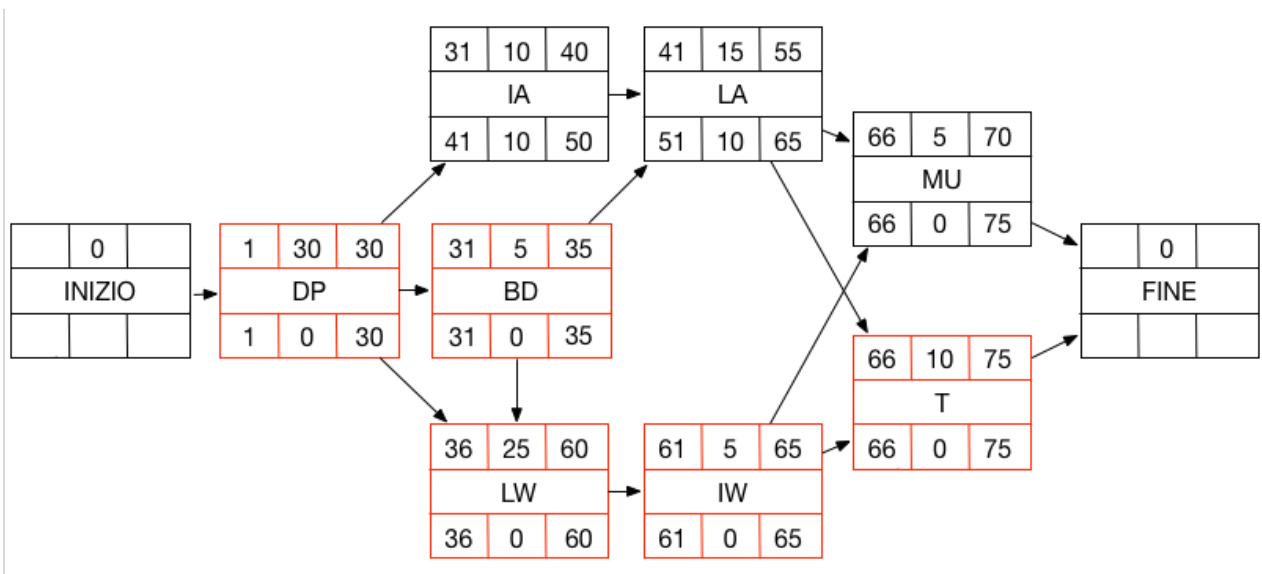 31 10 40
IA
41 10 50
41 15 55
LA
51 10 65
66 5 70
MU
66 0 75
0
INIZIO
1 30 30
DP
1 0 30
31 5 35
BD
31 0 35
0
FINE
66 10 75
T
66 0 75
36 25 60
LW
36 0 60
61 5 65
IW
61 0 65